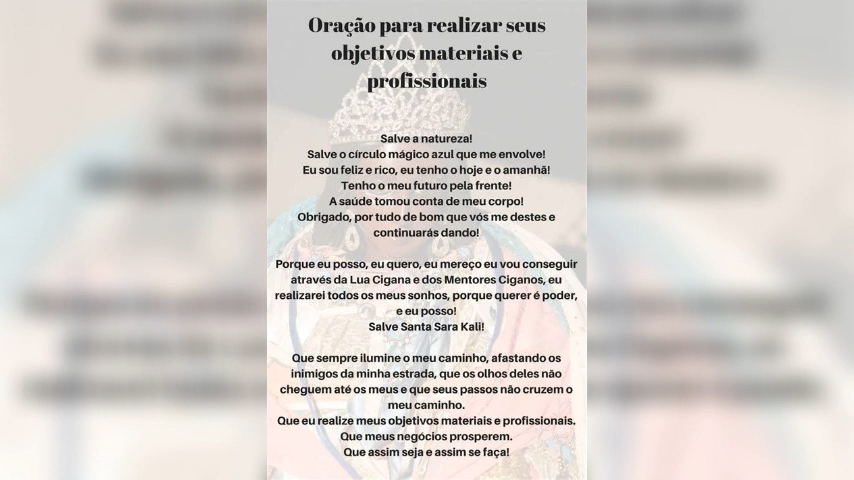 Oração para realizar seus
objetivos materiais e
profissionais
Salve a natureza!
Salve o círculo mágico azul que me envolve!
Eu sou feliz e rico, eu tenho o hoje e o amanhã!
Tenho o meu futuro pela frente!
A saúde tomou conta de meu corpo!
Obrigado, por tudo de bom que vós me destes e
continuarás dando!
Porque eu posso, eu quero, eu mereço eu vou conseguir
através da Lua Cigana e dos Mentores Ciganos, eu
realizarei todos os meus sonhos, porque querer é poder,
e eu posso!
Salve Santa Sara Kali!
Que sempre ilumine o meu caminho, afastando os
inimigos da minha estrada, que os olhos deles não
cheguem até os meus e que seus passos não cruzem o
meu caminho.
Que eu realize meus objetivos materiais e profissionais.
Que meus negócios prosperem.
Que assim seja e assim se faça!